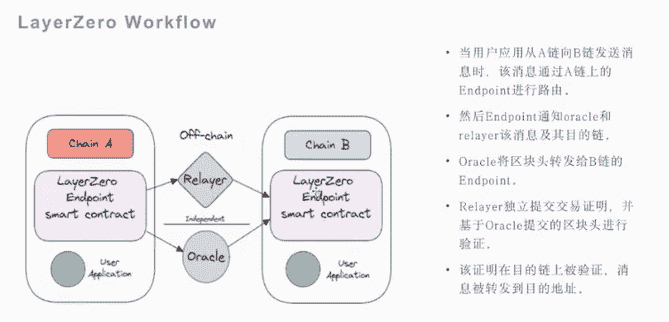 LayerZero Workflow
Chain A
LayerZero
Endpoint
smart contract
User
Application
Off-chain
Relayer
Independent
Oracle
Chain B
LayerZero
Endpoint
smart contract
User
Application
• 当用户应用从A链向B链发送消
息时，该消息通过A链上的
Endpoint进行路由。
• 然后Endpoint通知oracle和
relayer该消息及其目的链。
• Oracle将区块头转发给B链的
Endpoint。
• Relayer独立提交交易证明，并
基于Oracle提交的区块头进行
验证。
• 该证明在目的链上被验证，消息
被转发到目的地址。